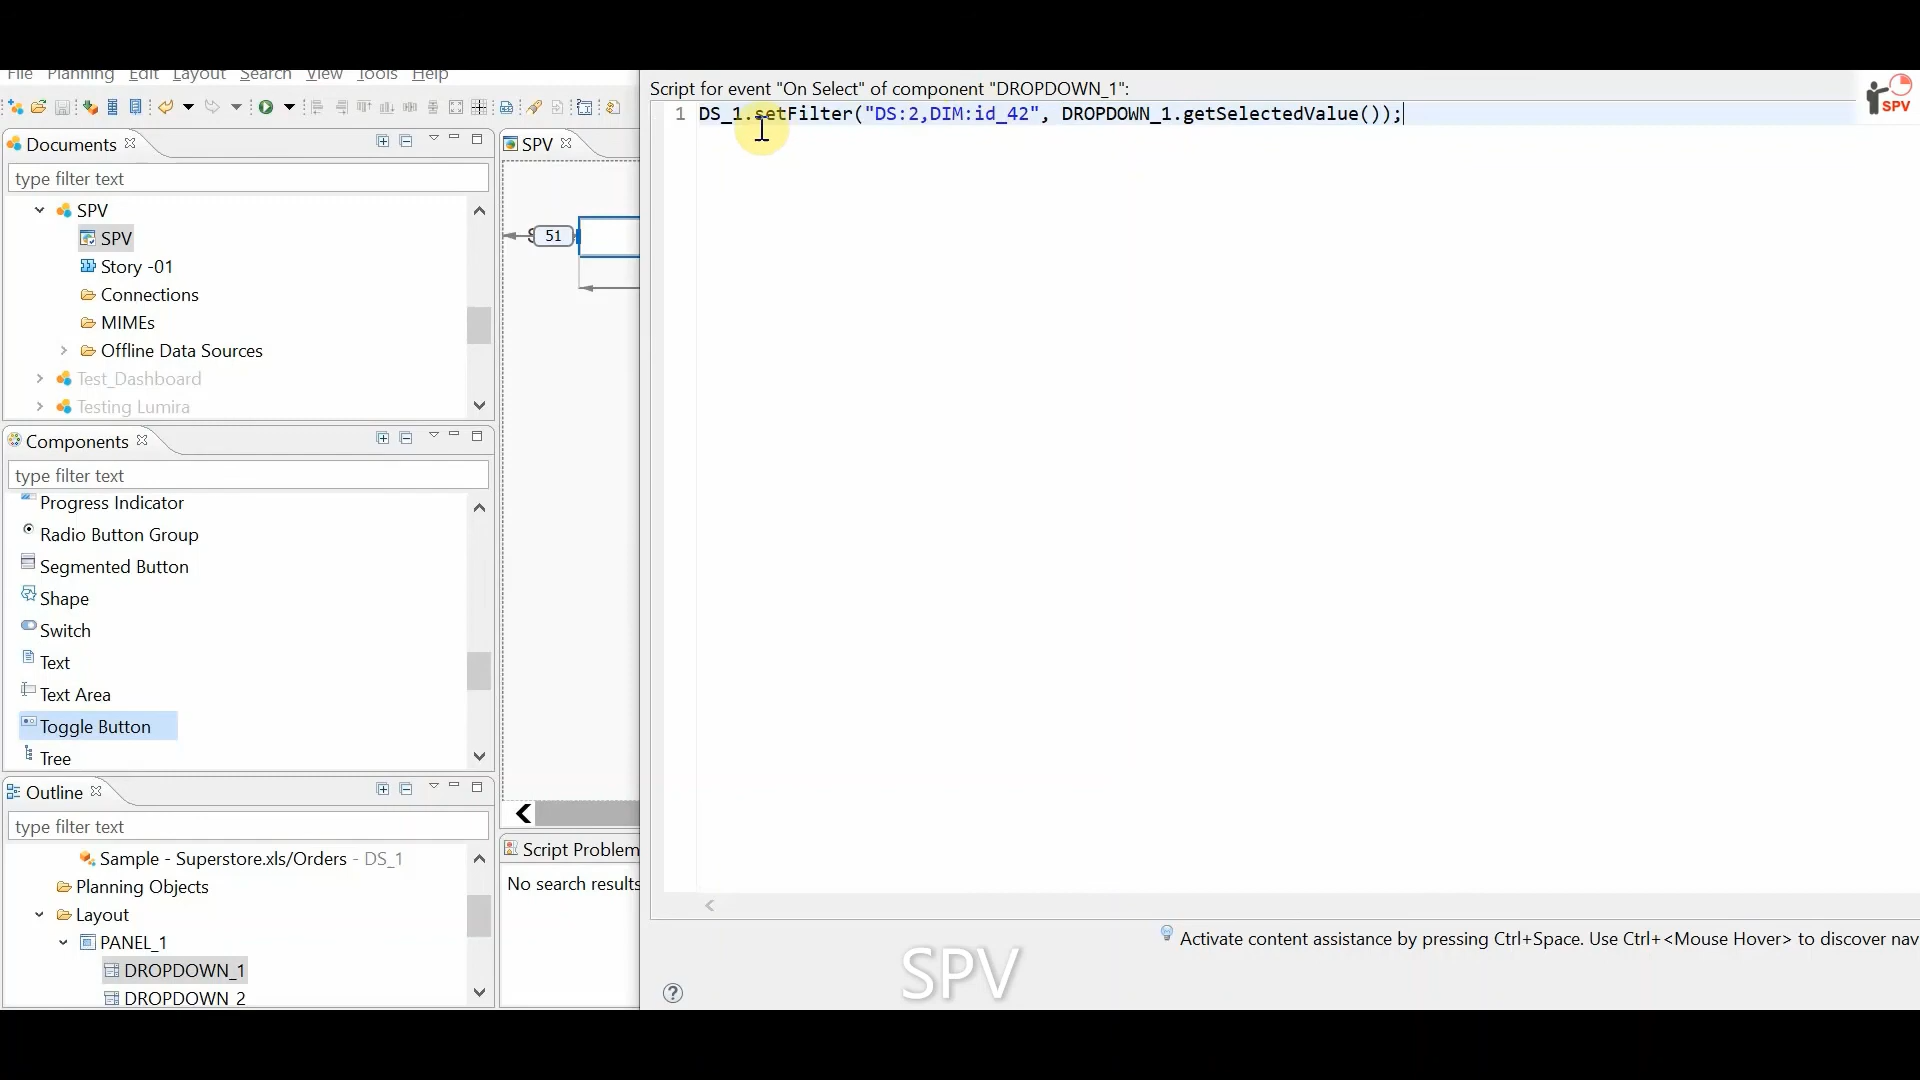 File Planning Edit Layout Search View Tools Help
Script for event "On Select" of component "DROPDOWN_1":
1 DS_1.setFilter("DS:2,DIM:id_42", DROPDOWN_1.getSelectedValue());
SPV
Documents
type filter text
SPV
SPV
Story -01
Connections
MIMEs
Offline Data Sources
Test_Dashboard
Testing Lumira
SPV
51
Components
type filter text
Progress Indicator
Radio Button Group
Segmented Button
Shape
Switch
Text
Text Area
Toggle Button
Tree
Outline
type filter text
Sample - Superstore.xls/Orders - DS_1
Planning Objects
Layout
PANEL_1
DROPDOWN_1
DROPDOWN_2
Script Problem
No search results
Activate content assistance by pressing Ctrl+Space. Use Ctrl+<Mouse Hover> to discover nav
SPV